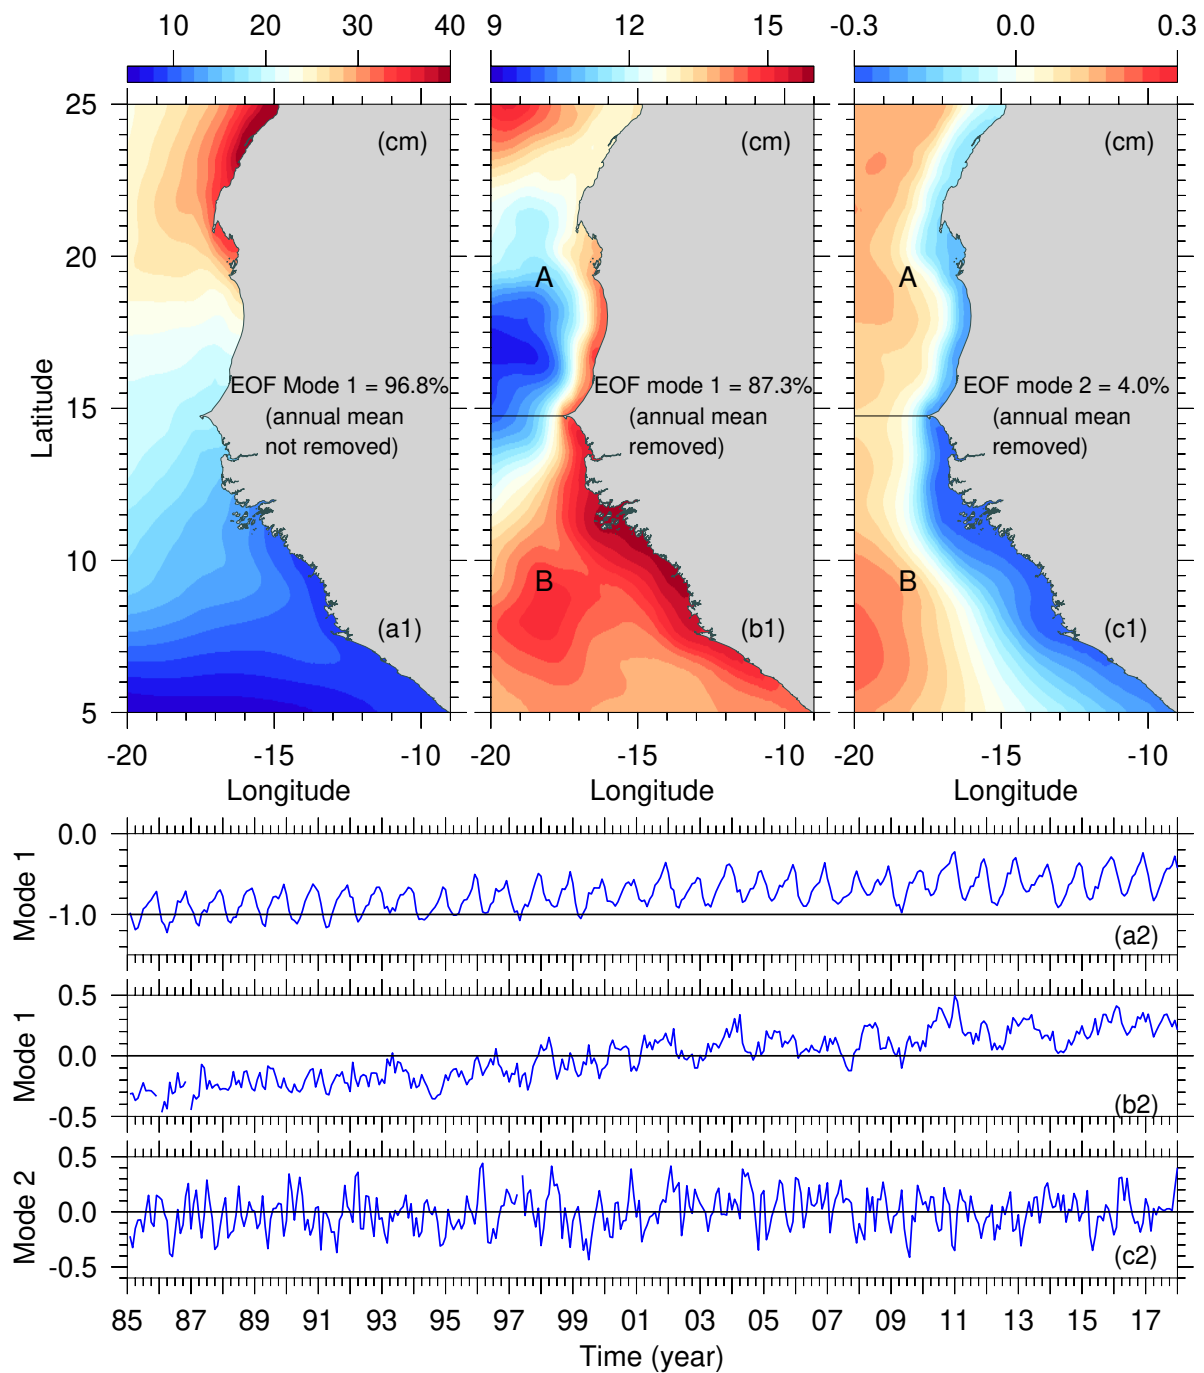 10 20 30 40
9 12 15
-0.3 0.0 0.3
25
20
15
10
5
Latitude
(cm)
EOF Mode 1 = 96.8%
(annual mean
not removed)
(a1)
-20 -15 -10
Longitude
(cm)
A
EOF mode 1 = 87.3%
(annual mean
removed)
B
(b1)
-20 -15 -10
Longitude
(cm)
A
EOF mode 2 = 4.0%
(annual mean
removed)
B
(c1)
-20 -15 -10
Longitude
0.0
-1.0
Mode 1
(a2)
0.5
0.0
-0.5
Mode 1
(b2)
0.5
0.0
-0.5
Mode 2
(c2)
85 87 89 91 93 95 97 99 01 03 05 07 09 11 13 15 17
Time (year)